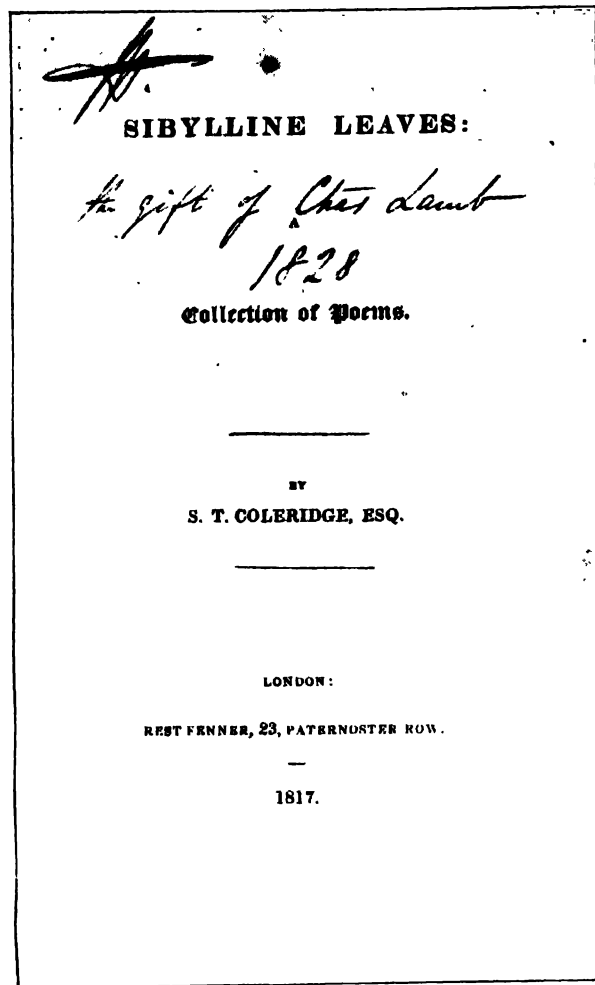 SIBYLLINE LEAVES:
the gift of Chas Lamb
A
1828
Collection of Poems.
BY
S. T. COLERIDGE, ESQ.
LONDON:
REST FENNER, 23, PATERNOSTER ROW.
1817.